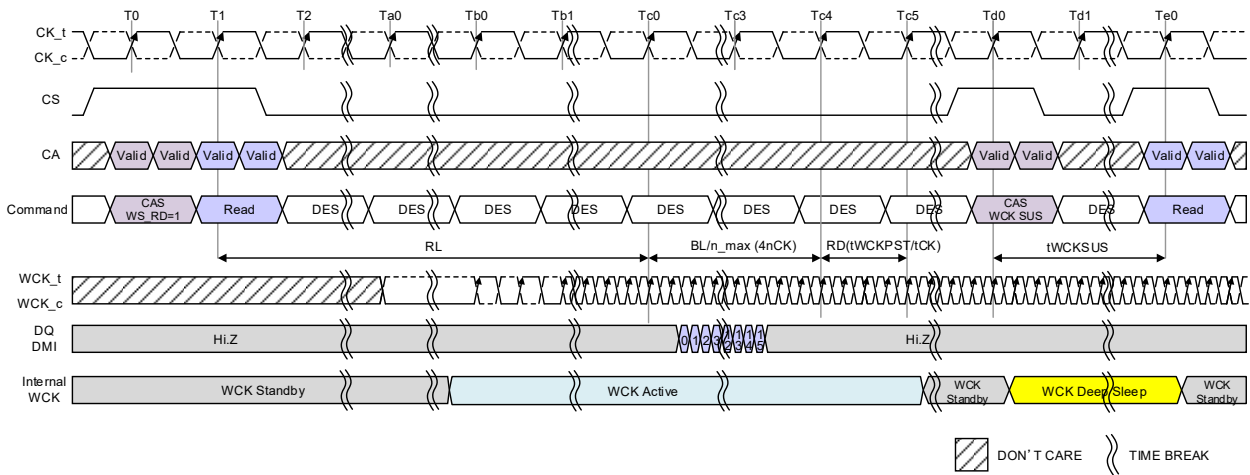 T0 T1 T2 Ta0 Tb0 Tb1 Tc0 Tc3 Tc4 Tc5 Td0 Td1 Te0
CK_t
CK_c
CS
CA Valid Valid Valid Valid Valid Valid Valid Valid
Command CAS WS_RD=1 Read DES DES DES DES DES DES DES DES CAS WCK SUS DES Read
RL BL/n_max (4nCK) RD(tWCKPST/tCK) tWCKSUS
WCK_t
WCK_c
DQ
DMI
Hi.Z 0 1 2 3 12 13 14 15 Hi.Z
Internal
WCK
WCK Standby WCK Active WCK Standby WCK Deep Sleep WCK Standby
DON'T CARE TIME BREAK